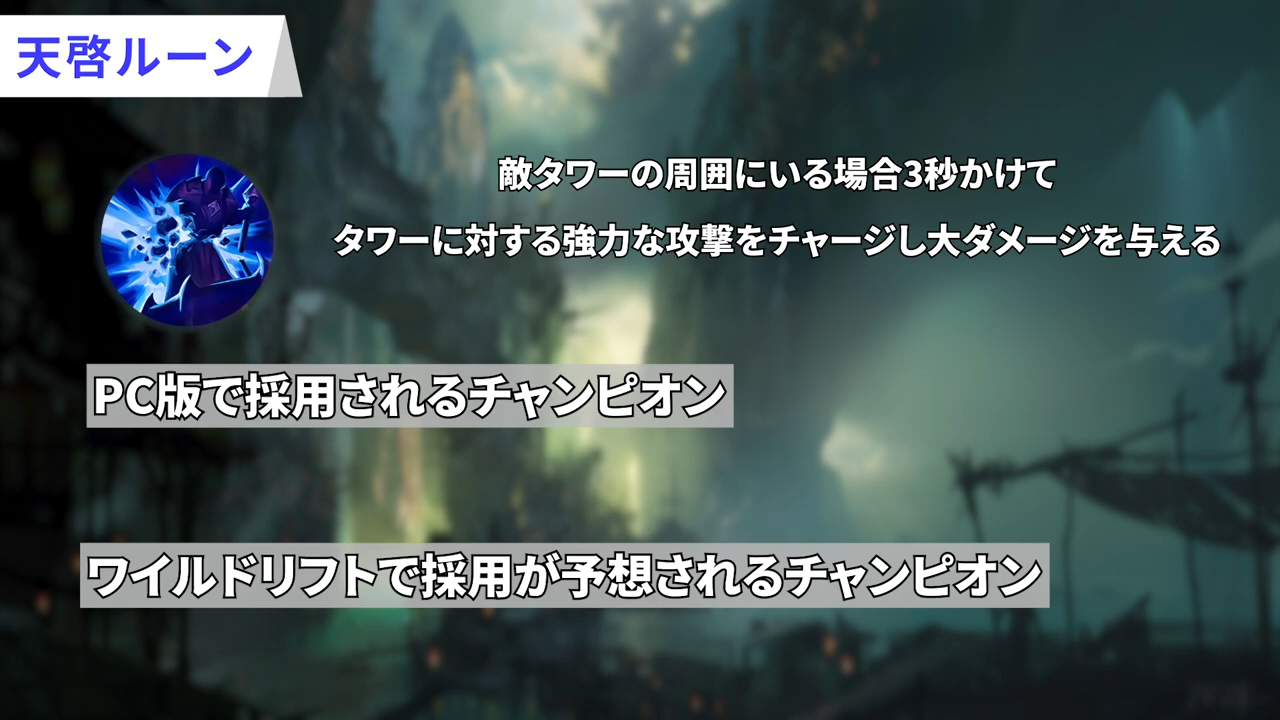 天啓ルーン
敵タワーの周囲にいる場合3秒かけて
タワーに対する強力な攻撃をチャージし大ダメージを与える
PC版で採用されるチャンピオン
ワイルドリフトで採用が予想されるチャンピオン